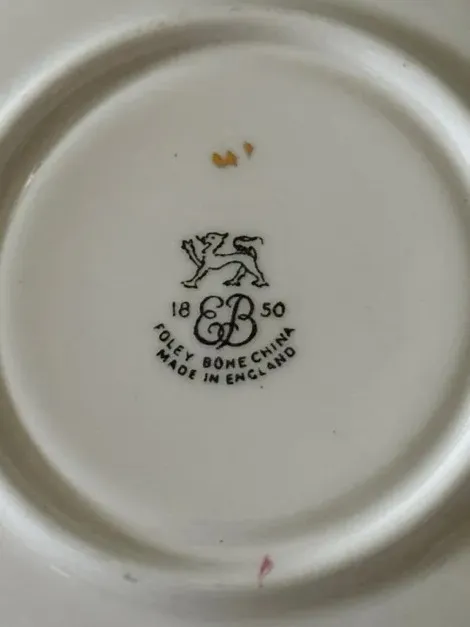 18 EB 50
FOLEY BONE CHINA
MADE IN ENGLAND